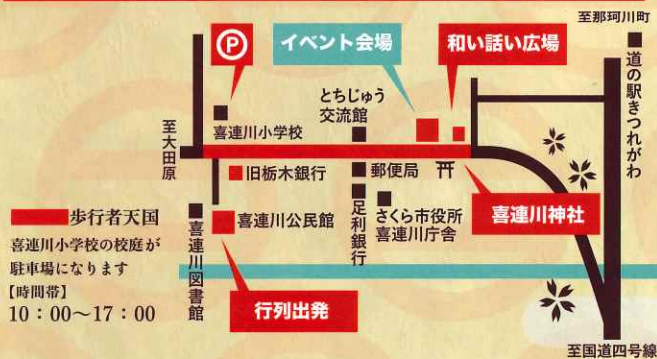 至那珂川町
道の駅きつれがわ
P
イベント会場
和い話い広場
とちじゅう
交流館
喜連川小学校
至大田原
旧栃木銀行
郵便局
喜連川神社
足利銀行
さくら市役所
喜連川庁舎
喜連川公民館
喜連川図書館
行列出発
歩行者天国
喜連川小学校の校庭が
駐車場になります
【時間帯】
10：00〜17：00
至国道四号線